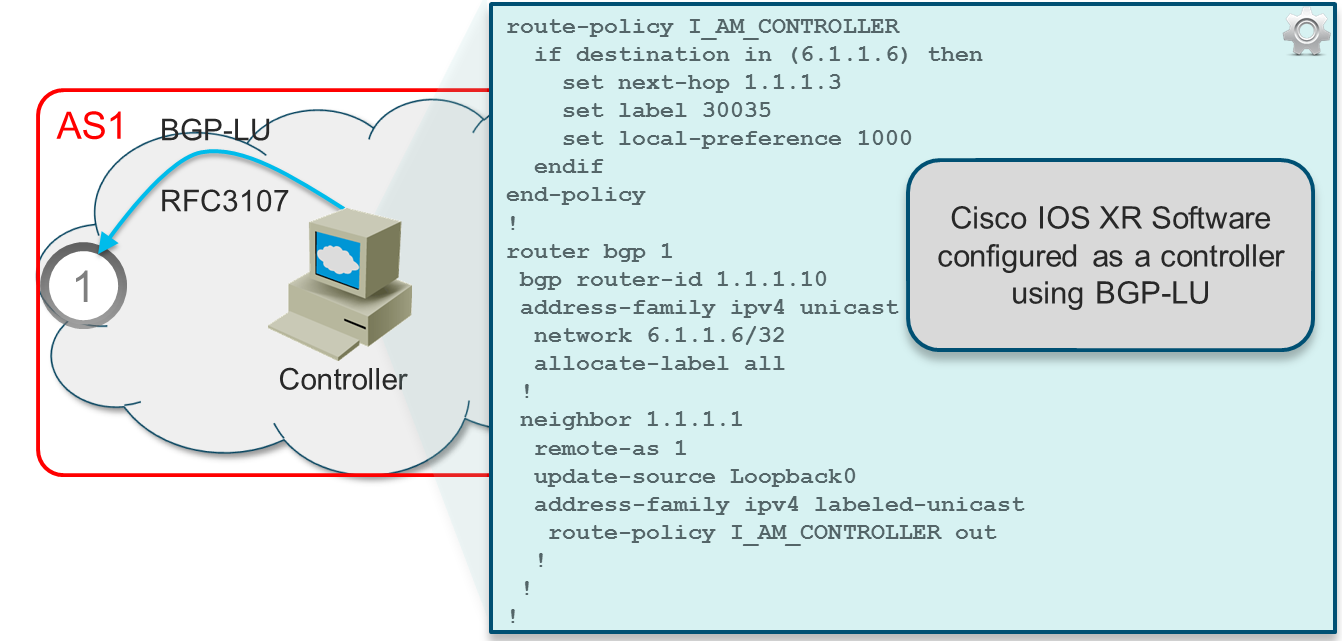 AS1
BGP-LU
RFC3107
1
Controller
route-policy I_AM_CONTROLLER
  if destination in (6.1.1.6) then
    set next-hop 1.1.1.3
    set label 30035
    set local-preference 1000
  endif
end-policy
!
router bgp 1
 bgp router-id 1.1.1.10
 address-family ipv4 unicast
  network 6.1.1.6/32
  allocate-label all
 !
 neighbor 1.1.1.1
  remote-as 1
  update-source Loopback0
  address-family ipv4 labeled-unicast
   route-policy I_AM_CONTROLLER out
  !
 !
!
Cisco IOS XR Software
configured as a controller
using BGP-LU